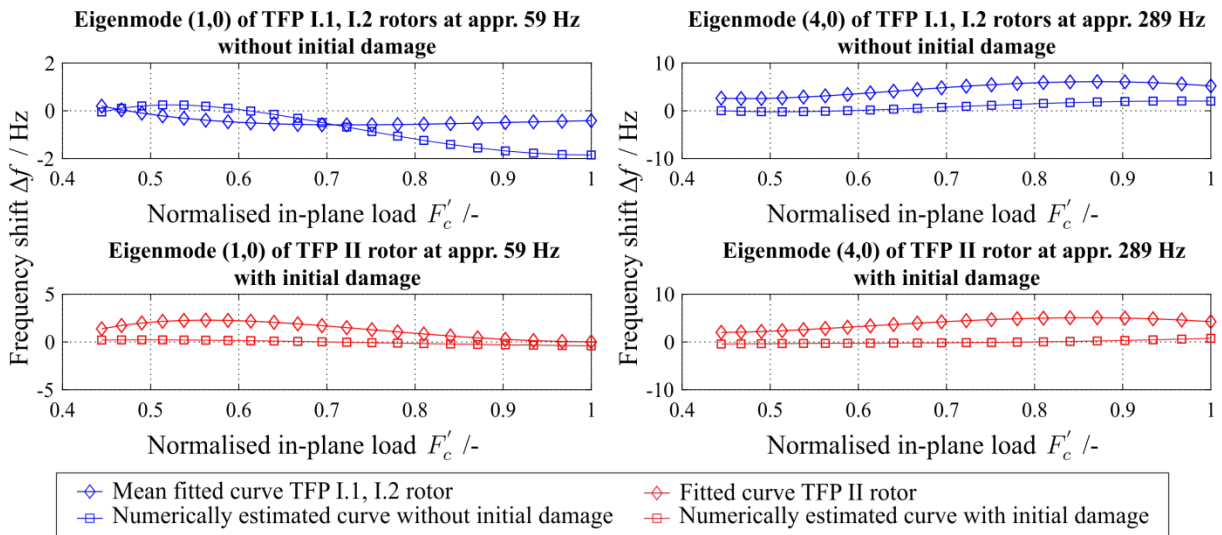 Eigenmode (1,0) of TFP I.1, I.2 rotors at appr. 59 Hz
without initial damage
2
0
-2
0.4 0.5 0.6 0.7 0.8 0.9 1
Normalised in-plane load F'c /-
Eigenmode (4,0) of TFP I.1, I.2 rotors at appr. 289 Hz
without initial damage
10
0
-10
0.4 0.5 0.6 0.7 0.8 0.9 1
Normalised in-plane load F'c /-
Frequency shift Δf / Hz
Eigenmode (1,0) of TFP II rotor at appr. 59 Hz
with initial damage
5
0
-5
0.4 0.5 0.6 0.7 0.8 0.9 1
Normalised in-plane load F'c /-
Frequency shift Δf / Hz
Eigenmode (4,0) of TFP II rotor at appr. 289 Hz
with initial damage
10
0
-10
0.4 0.5 0.6 0.7 0.8 0.9 1
Normalised in-plane load F'c /-
Mean fitted curve TFP I.1, I.2 rotor
Numerically estimated curve without initial damage
Fitted curve TFP II rotor
Numerically estimated curve with initial damage